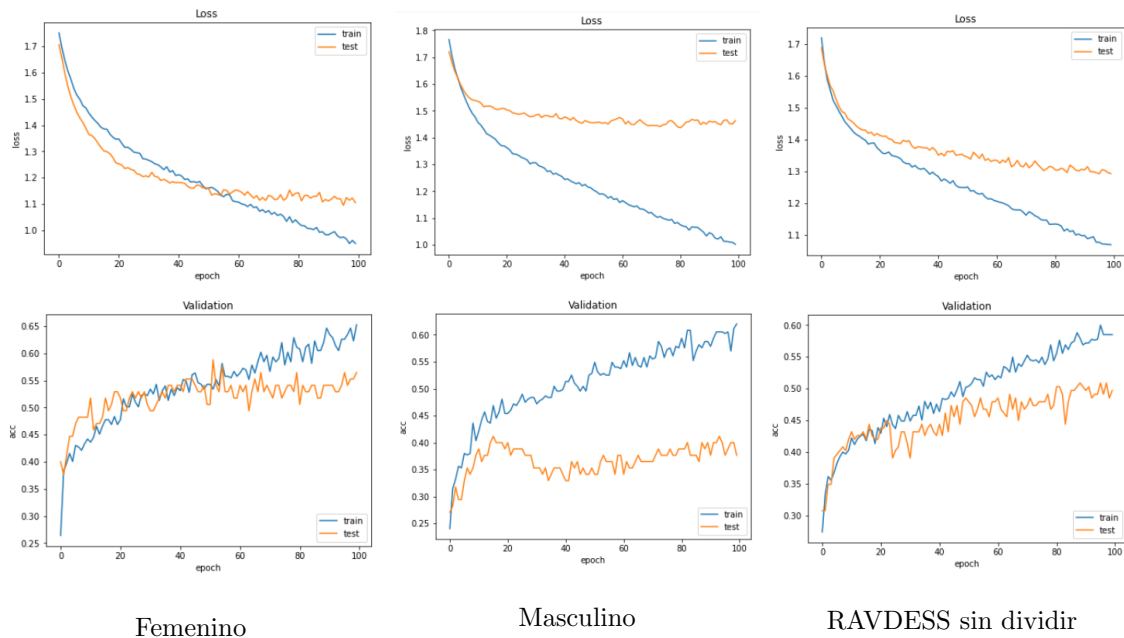 Loss
1.7
1.6
1.5
1.4
1.3
1.2
1.1
1.0
loss
0 20 40 60 80 100
epoch
train
test
Loss
1.8
1.7
1.6
1.5
1.4
1.3
1.2
1.1
1.0
loss
0 20 40 60 80 100
epoch
train
test
Loss
1.7
1.6
1.5
1.4
1.3
1.2
1.1
loss
0 20 40 60 80 100
epoch
train
test
Validation
0.65
0.60
0.55
0.50
0.45
0.40
0.35
0.30
0.25
acc
0 20 40 60 80 100
epoch
train
test
Validation
0.60
0.55
0.50
0.45
0.40
0.35
0.30
0.25
acc
0 20 40 60 80 100
epoch
train
test
Validation
0.60
0.55
0.50
0.45
0.40
0.35
0.30
acc
0 20 40 60 80 100
epoch
train
test
Femenino
Masculino
RAVDESS sin dividir